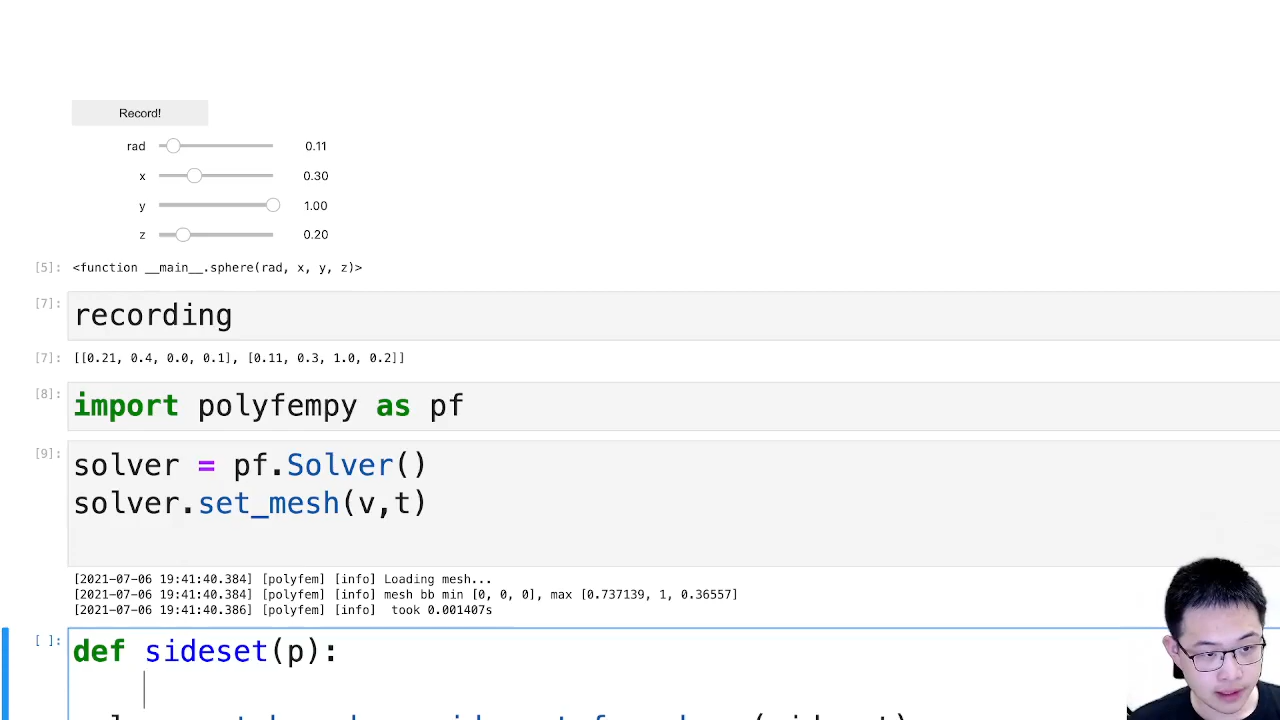 Record!
rad 0.11
x 0.30
y 1.00
z 0.20
[5]: <function __main__.sphere(rad, x, y, z)>
[7]: recording
[7]: [[0.21, 0.4, 0.0, 0.1], [0.11, 0.3, 1.0, 0.2]]
[8]: import polyfempy as pf
[9]: solver = pf.Solver()
solver.set_mesh(v,t)
[2021-07-06 19:41:40.384] [polyfem] [info] Loading mesh...
[2021-07-06 19:41:40.384] [polyfem] [info] mesh bb min [0, 0, 0], max [0.737139, 1, 0.36557]
[2021-07-06 19:41:40.386] [polyfem] [info]  took 0.001407s
[ ]: def sideset(p):